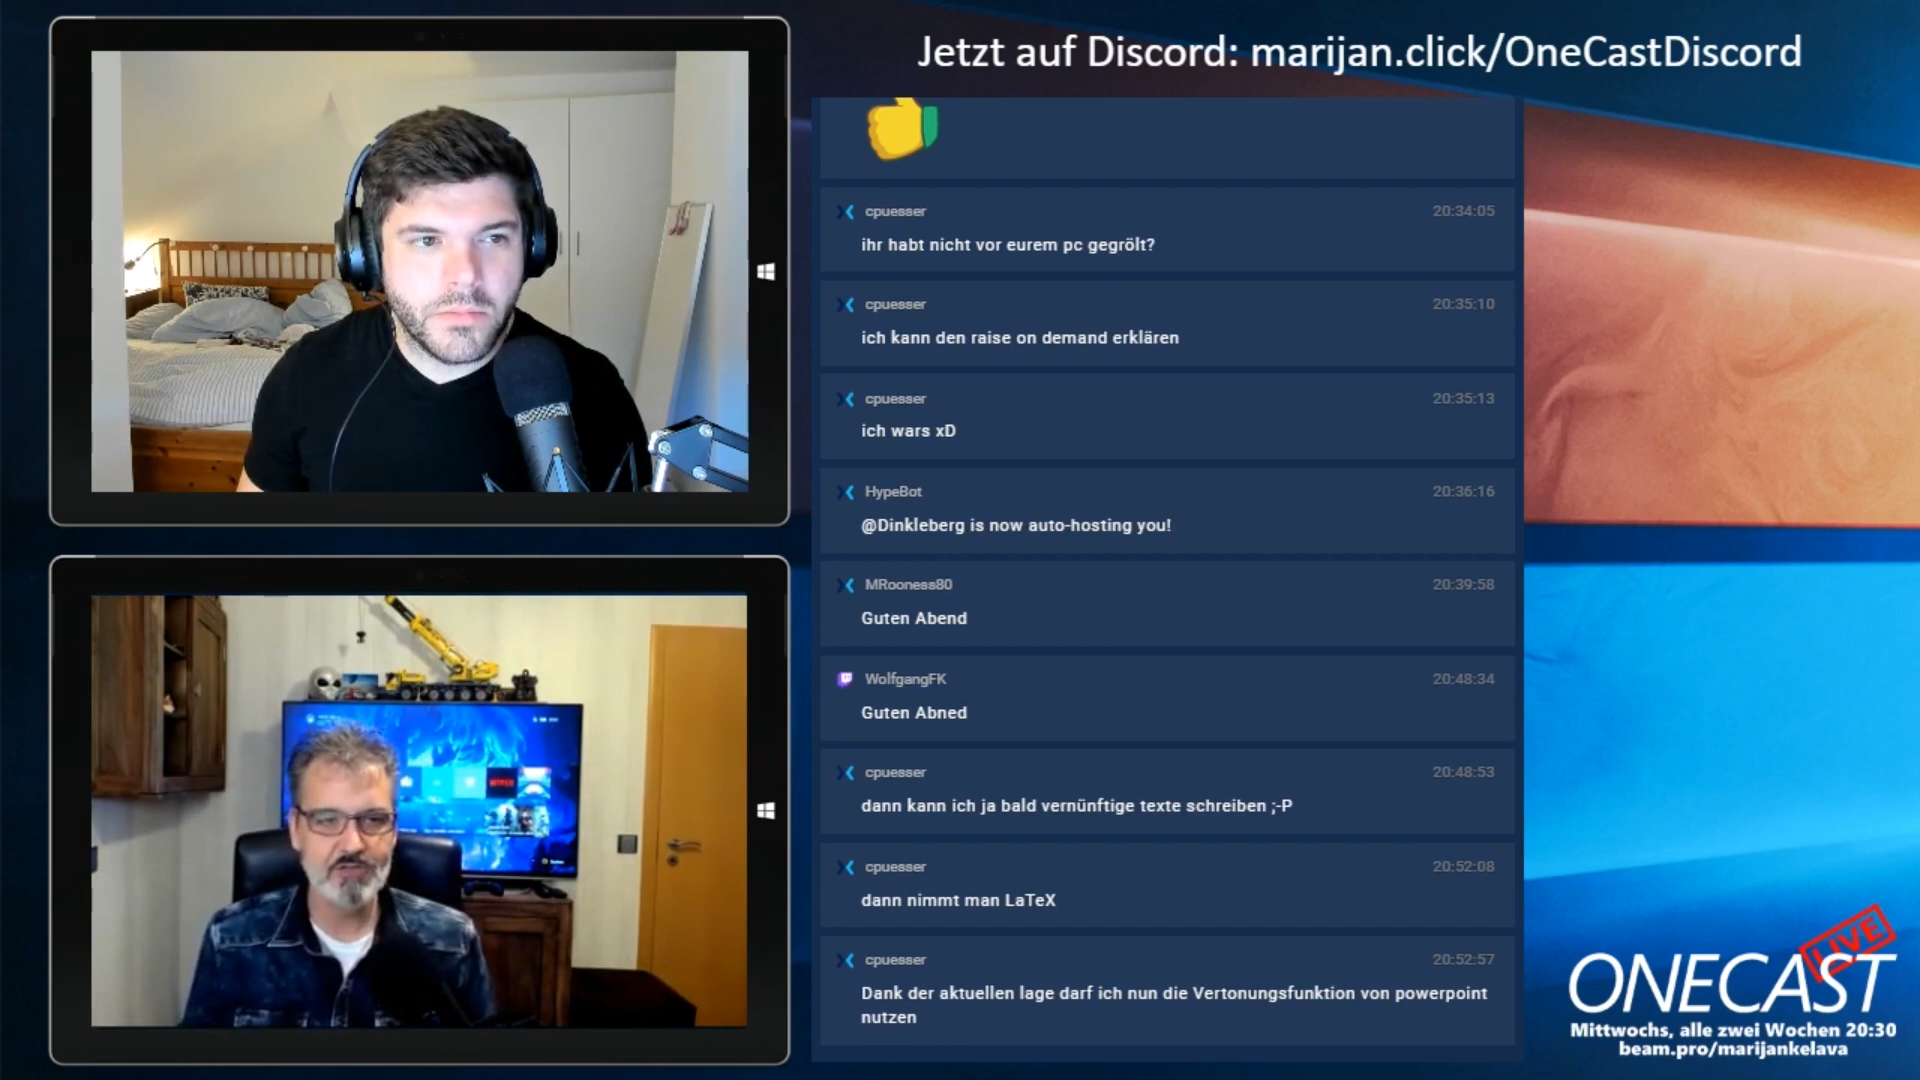 Jetzt auf Discord: marijan.click/OneCastDiscord
cpuesser 20:34:05
ihr habt nicht vor eurem pc gegrölt?
cpuesser 20:35:10
ich kann den raise on demand erklären
cpuesser 20:35:13
ich wars xD
HypeBot 20:36:16
@Dinkleberg is now auto-hosting you!
MRooness80 20:39:58
Guten Abend
WolfgangFK 20:48:34
Guten Abned
cpuesser 20:48:53
dann kann ich ja bald vernünftige texte schreiben ;-P
cpuesser 20:52:08
dann nimmt man LaTeX
cpuesser 20:52:57
Dank der aktuellen lage darf ich nun die Vertonungsfunktion von powerpoint
nutzen
NETFLIX
LIVE
ONECAST
Mittwochs, alle zwei Wochen 20:30
beam.pro/marijankelava